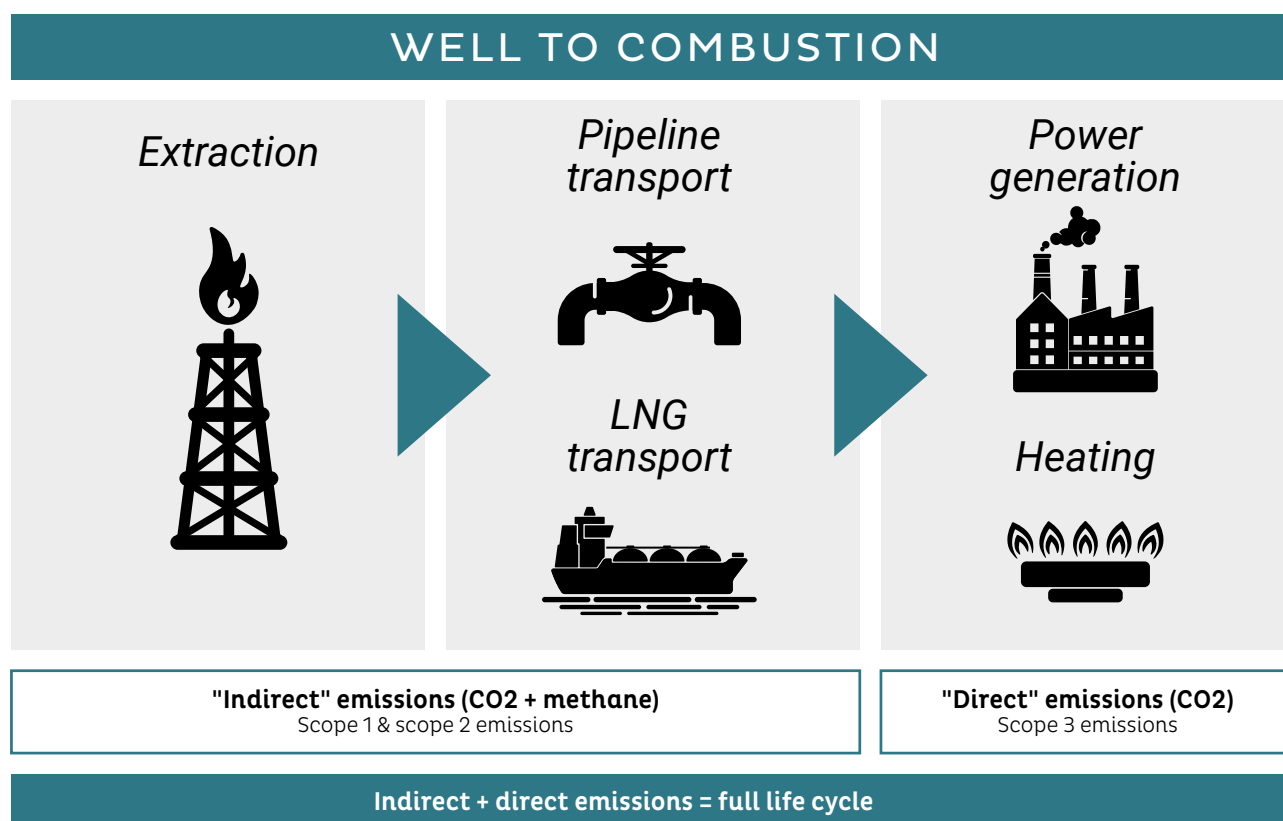 WELL TO COMBUSTION
Extraction
Pipeline
transport
LNG
transport
Power
generation
Heating
"Indirect" emissions (CO2 + methane)
Scope 1 & scope 2 emissions
"Direct" emissions (CO2)
Scope 3 emissions
Indirect + direct emissions = full life cycle